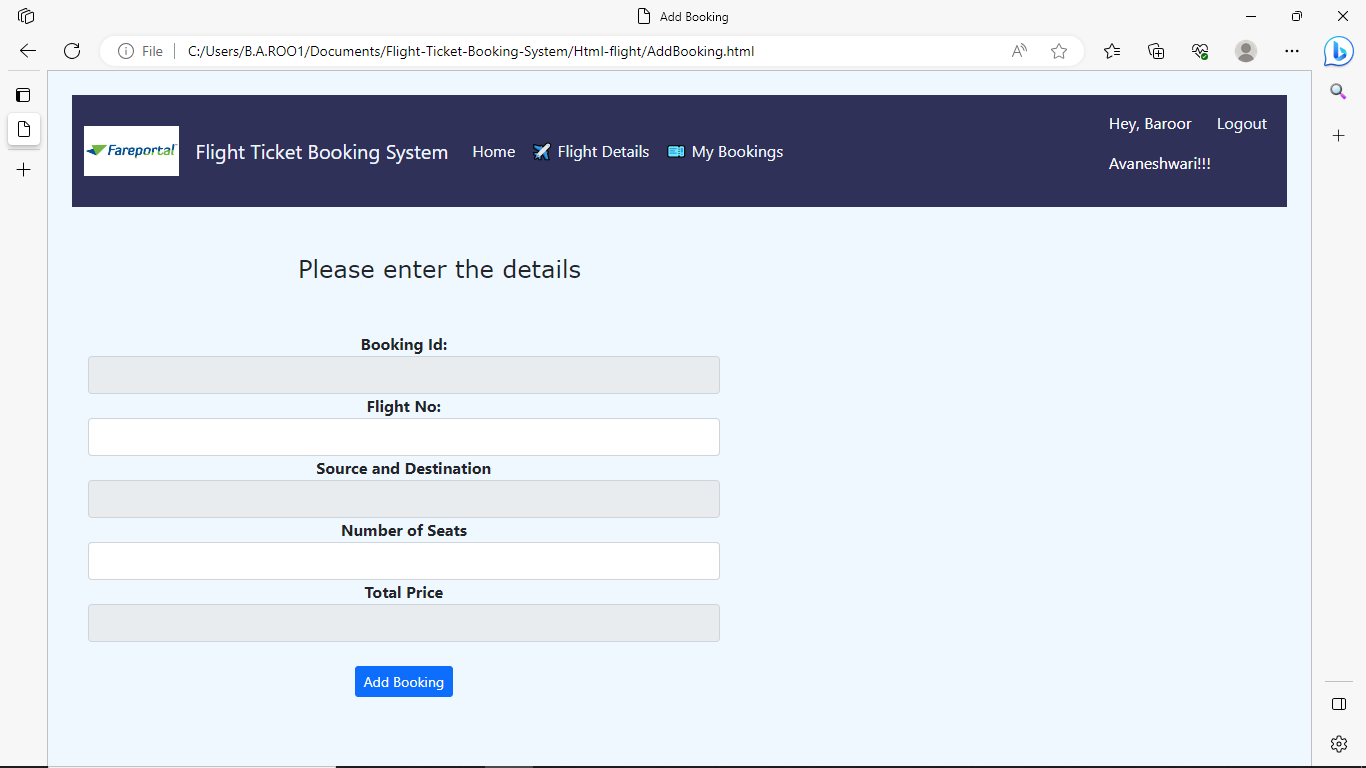 Add Booking
File
C:/Users/B.A.ROO1/Documents/Flight-Ticket-Booking-System/Html-flight/AddBooking.html
Fareportal
Flight Ticket Booking System
Home
Flight Details
My Bookings
Hey, Baroor
Avaneshwari!!!
Logout
Please enter the details
Booking Id:
Flight No:
Source and Destination
Number of Seats
Total Price
Add Booking